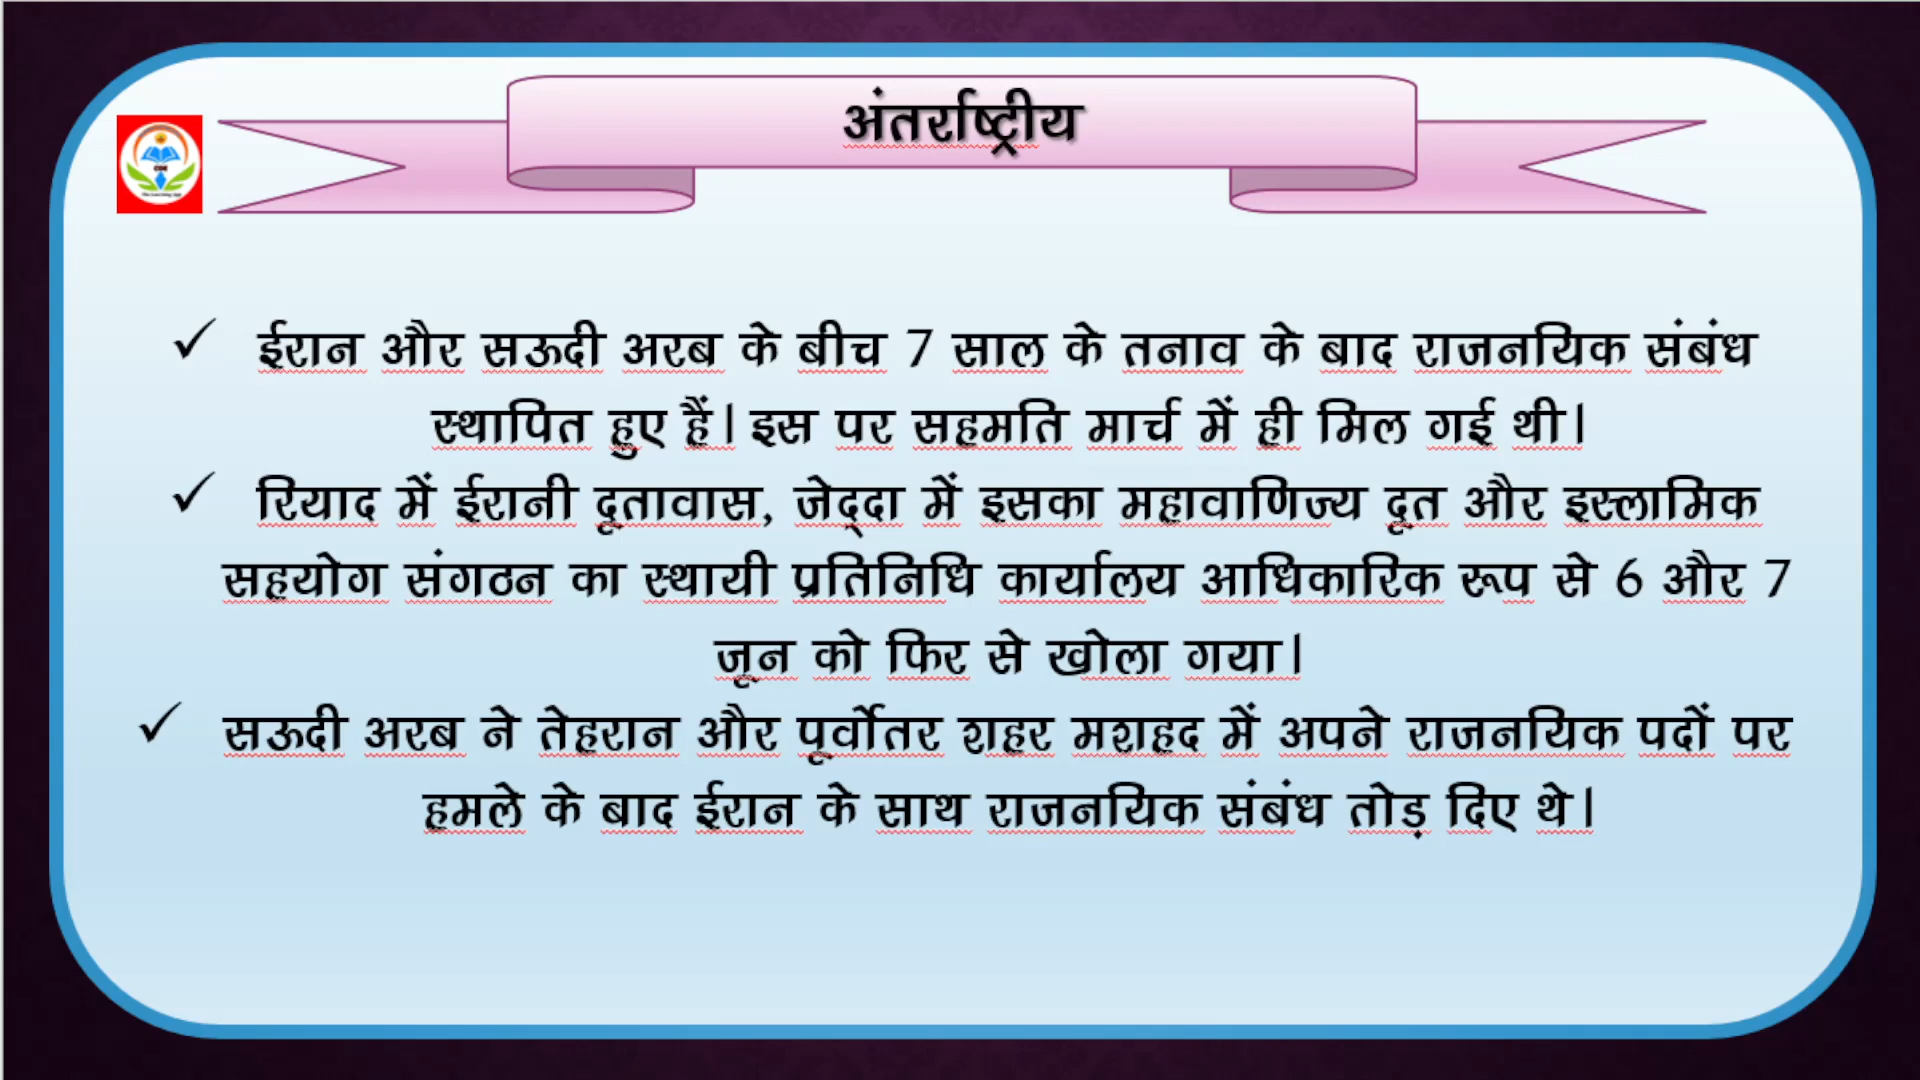 अंतर्राष्ट्रीय
✓ ईरान और सऊदी अरब के बीच 7 साल के तनाव के बाद राजनयिक संबंध
स्थापित हुए हैं। इस पर सहमति मार्च में ही मिल गई थी।
✓ रियाद में ईरानी दूतावास, जेद्दा में इसका महावाणिज्य दूत और इस्लामिक
सहयोग संगठन का स्थायी प्रतिनिधि कार्यालय आधिकारिक रूप से 6 और 7
जून को फिर से खोला गया।
✓ सऊदी अरब ने तेहरान और पूर्वोतर शहर मशहद में अपने राजनयिक पदों पर
हमले के बाद ईरान के साथ राजनयिक संबंध तोड़ दिए थे।